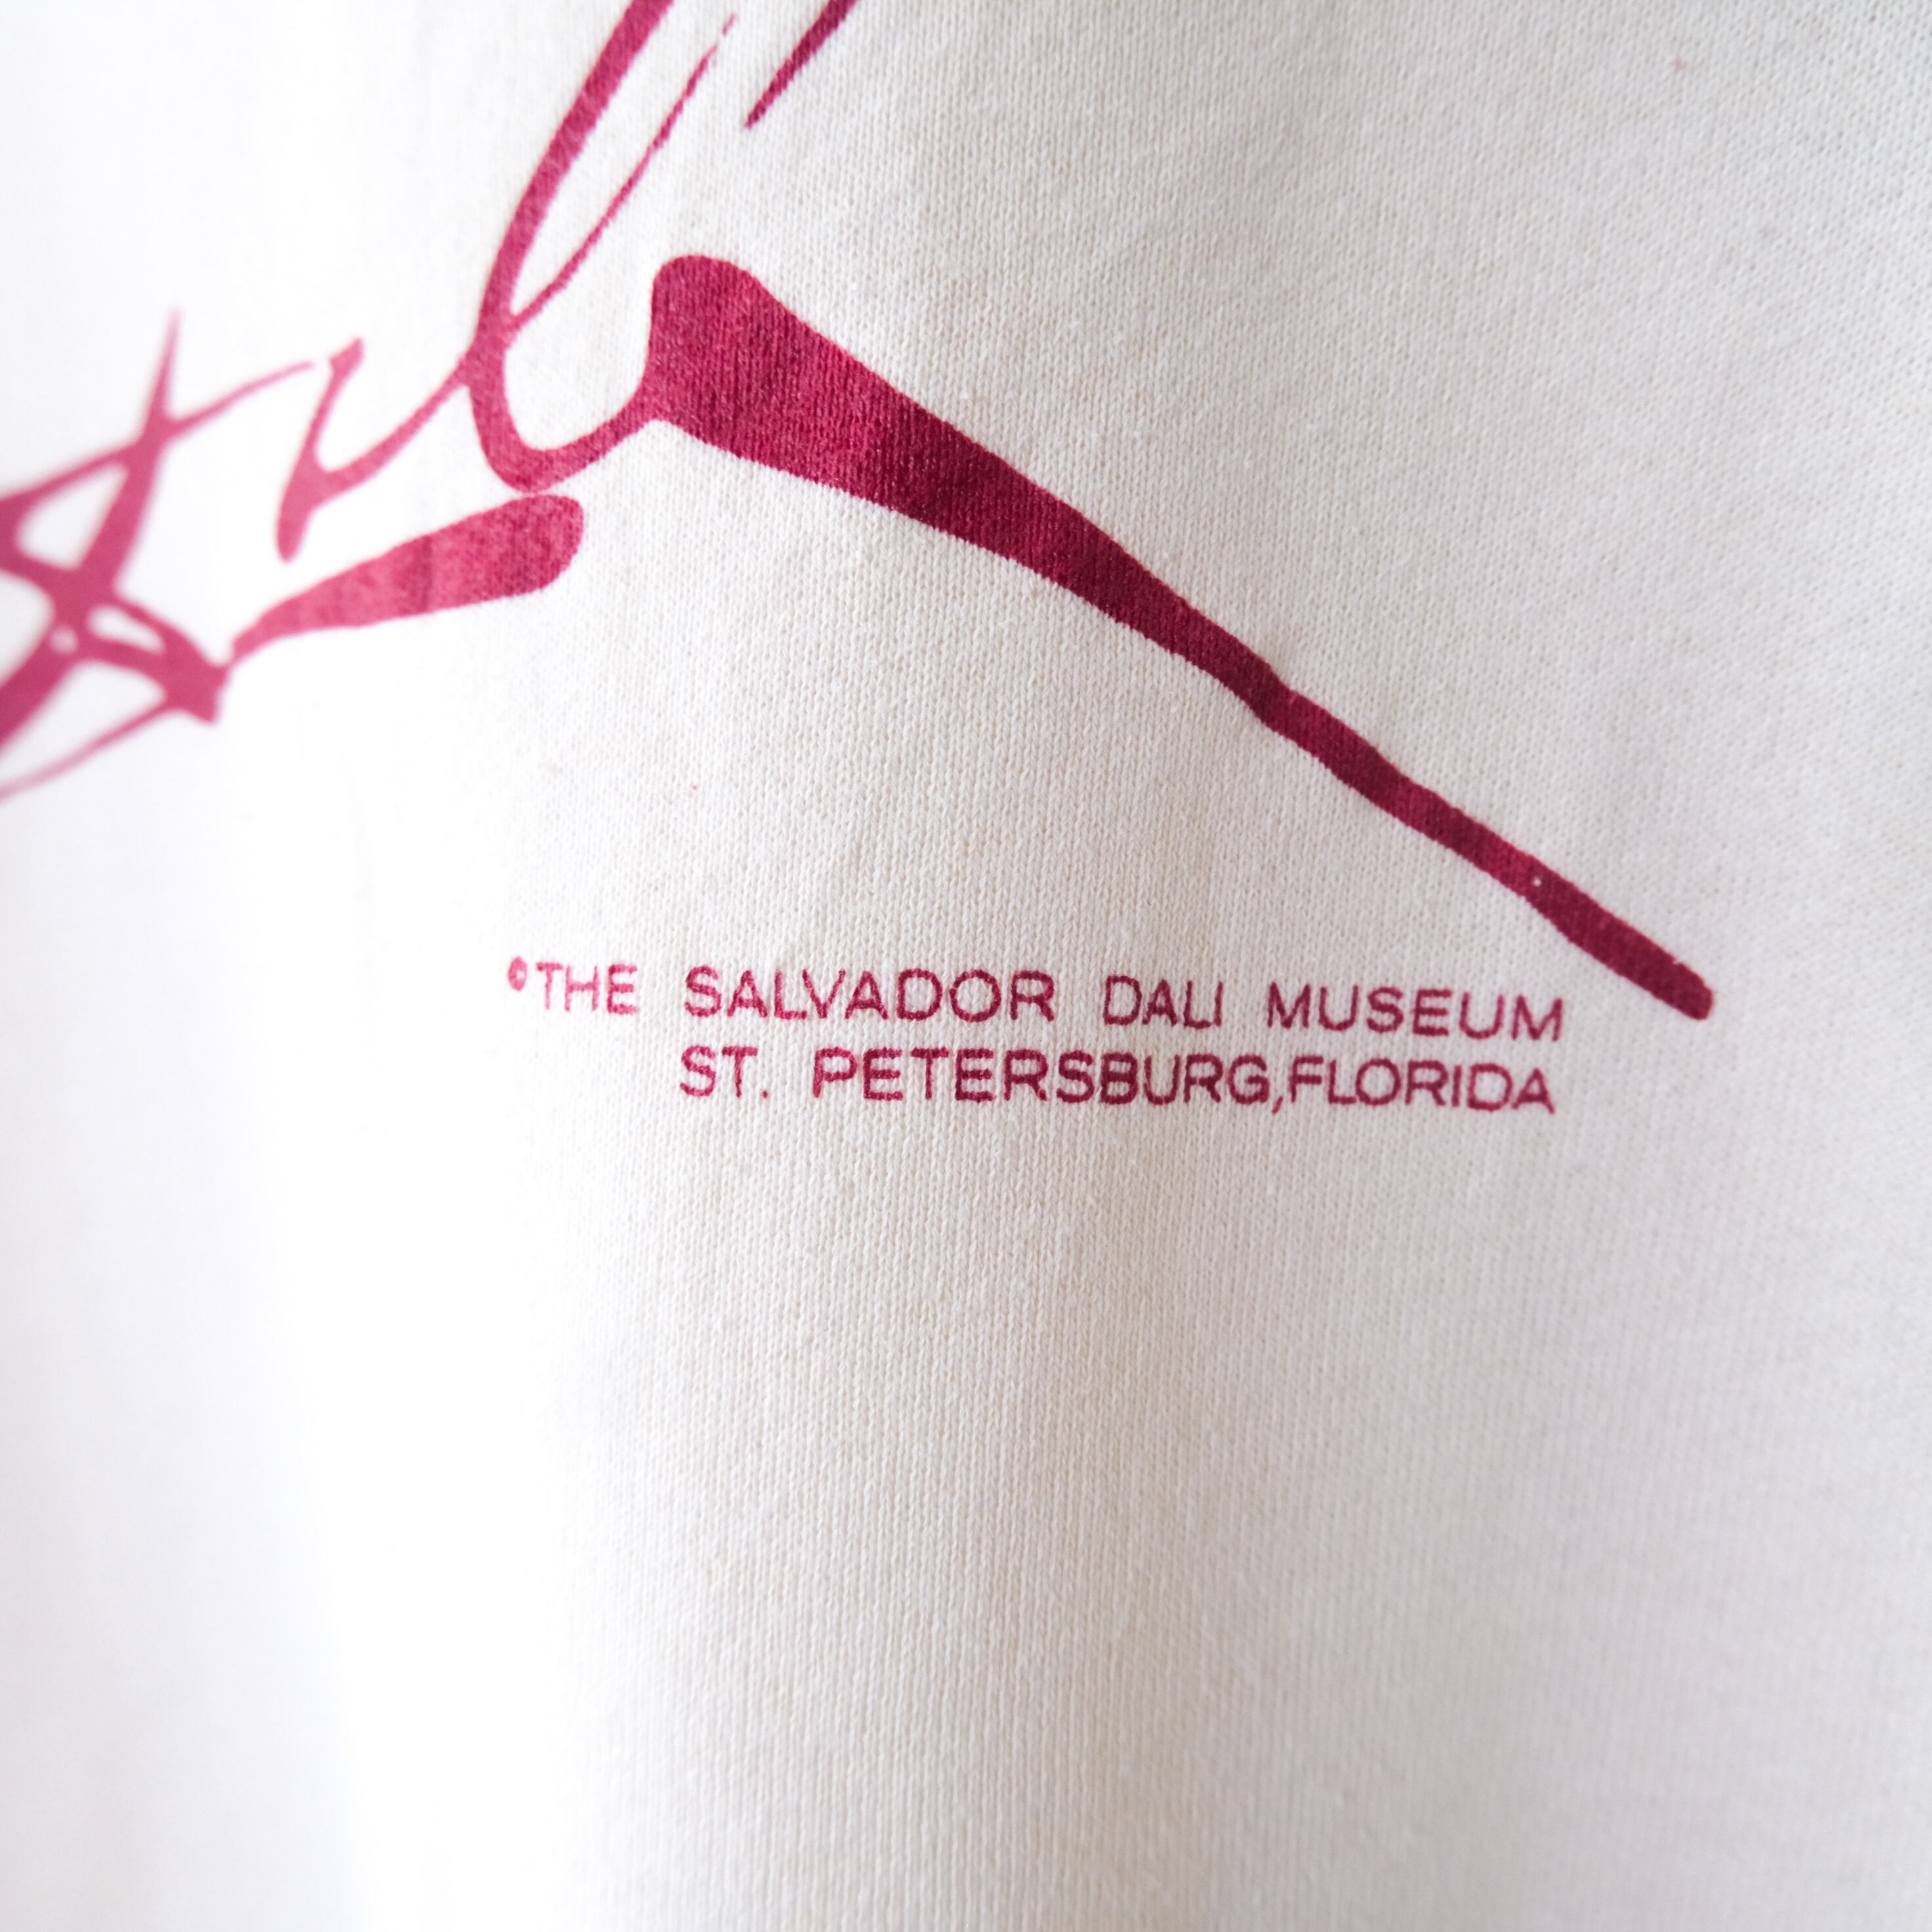 ©THE SALVADOR DALI MUSEUM
ST. PETERSBURG,FLORIDA